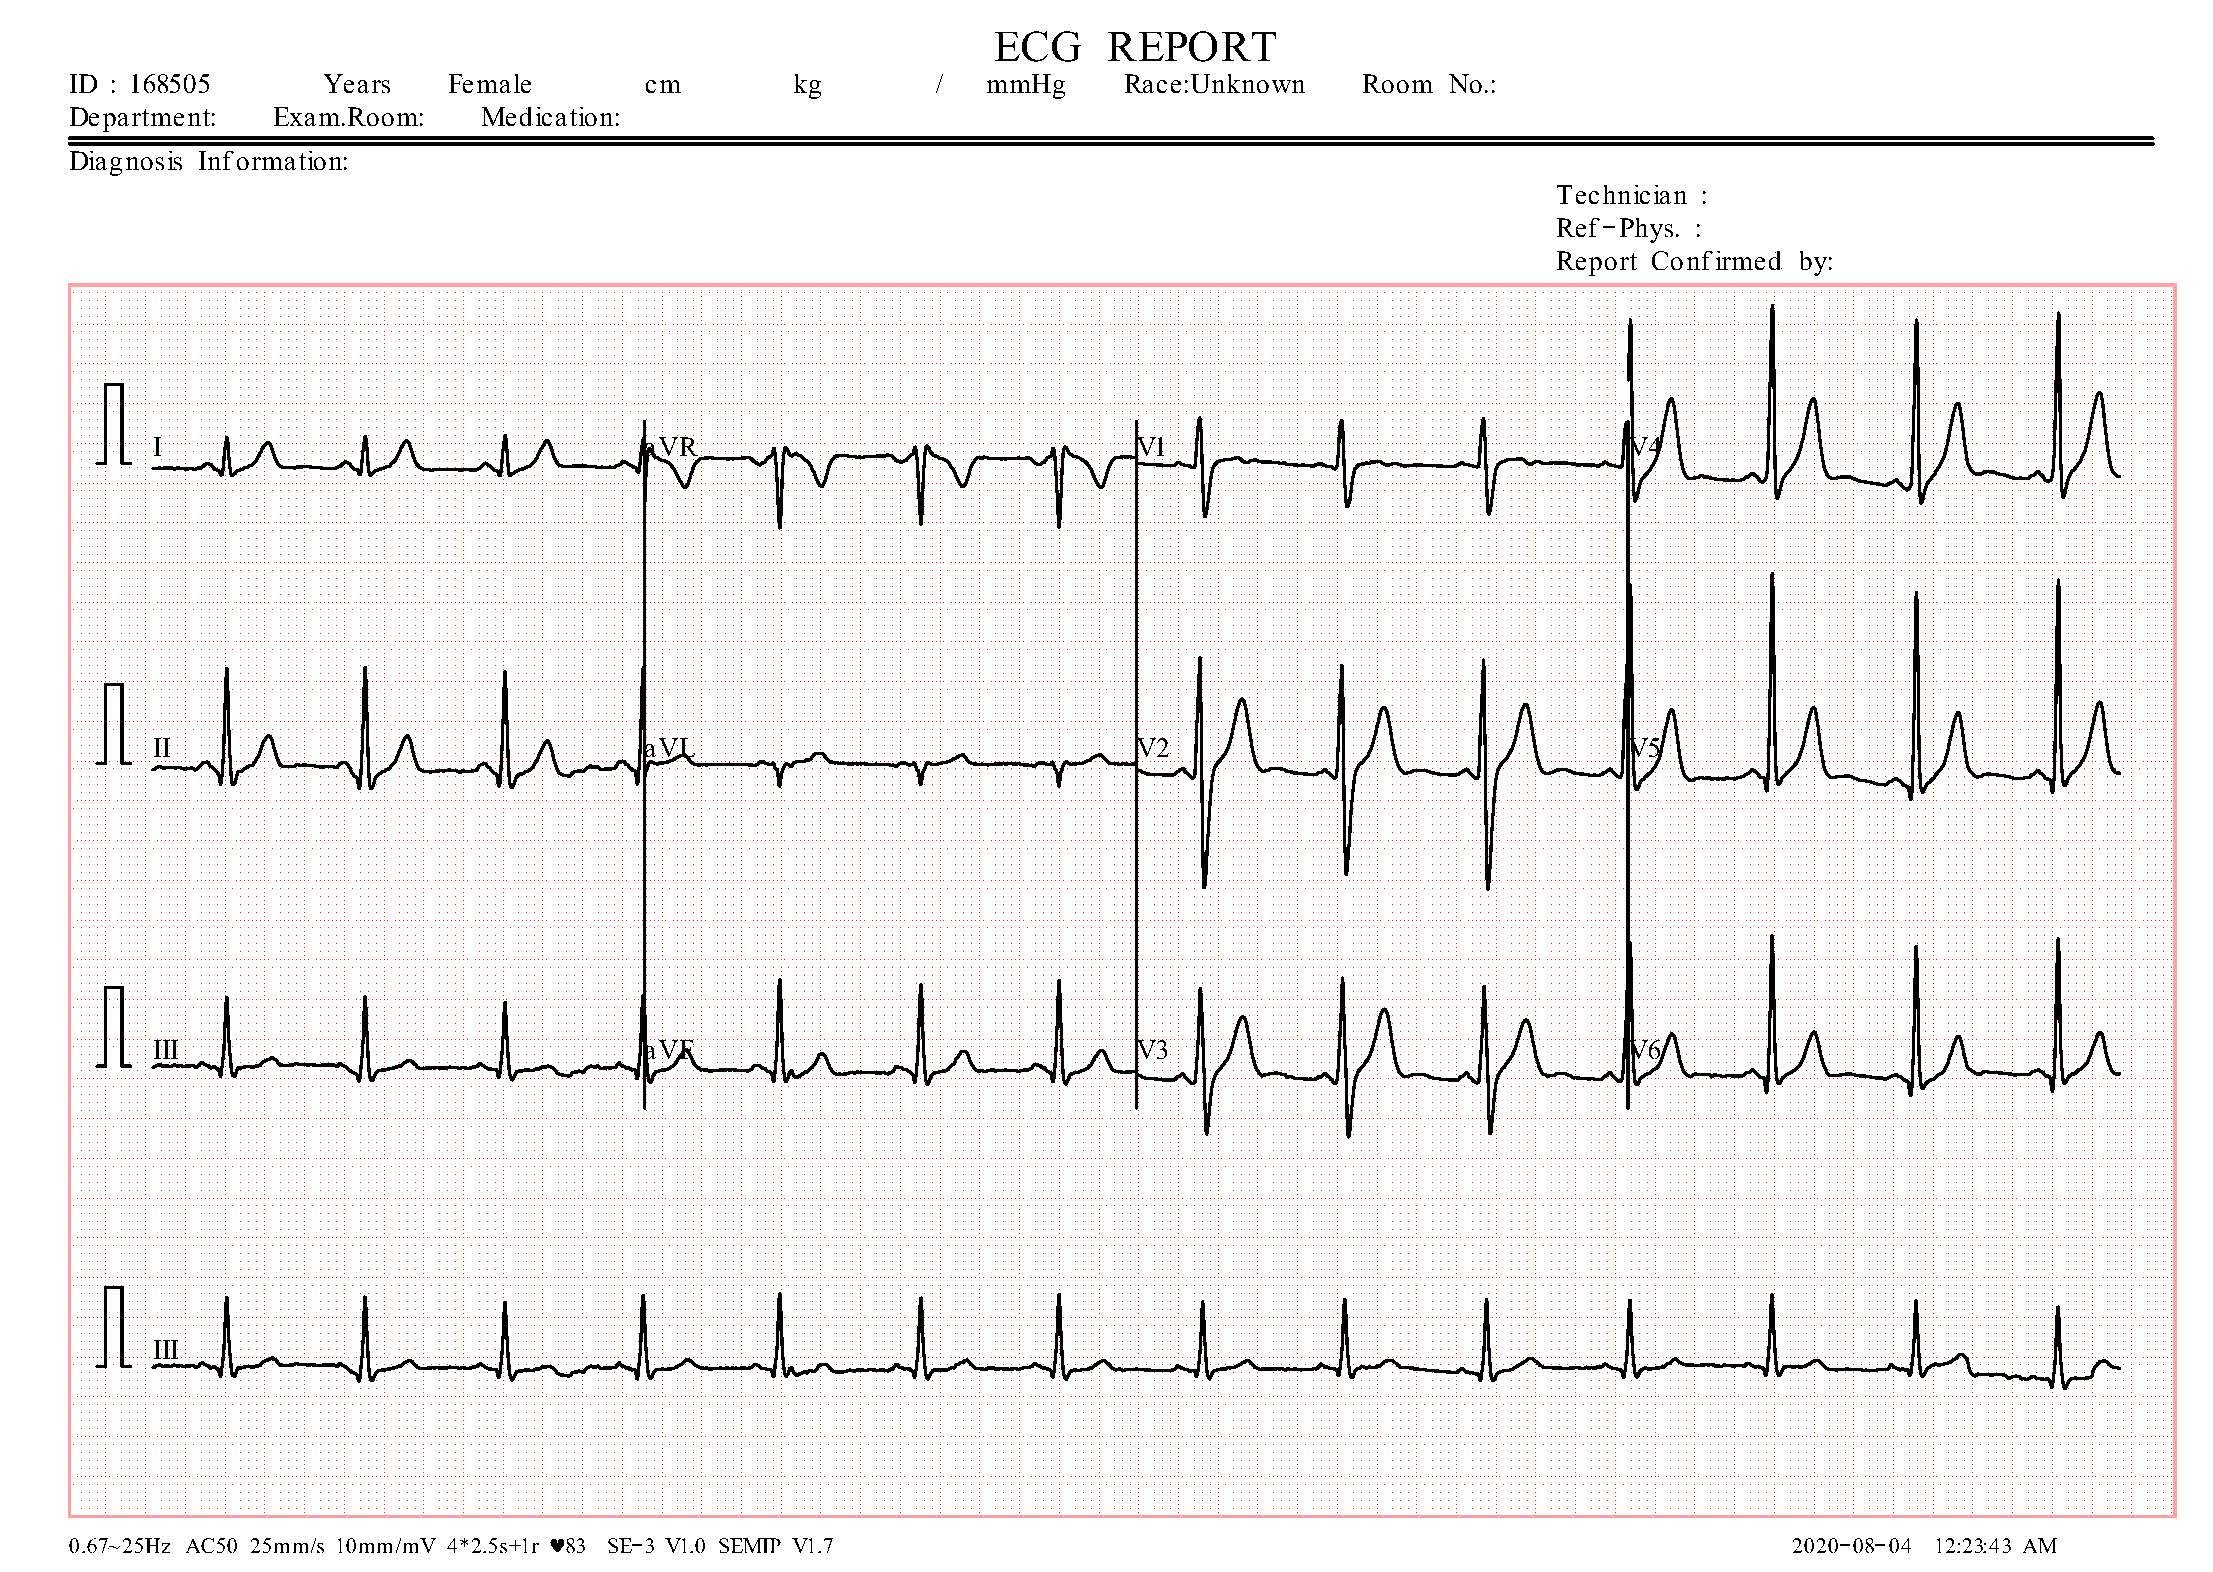 ECG REPORT
ID : 168505 Years Female cm kg / mmHg Race:Unknown Room No.:
Department: Exam.Room: Medication:
Diagnosis Information:
Technician :
Ref-Phys. :
Report Confirmed by:
I aVR V1 V4
II aVL V2 V5
III aVF V3 V6
III
0.67~25Hz AC50 25mm/s 10mm/mV 4*2.5s+1r ♥83 SE-3 V1.0 SEMIP V1.7
2020-08-04 12:23:43 AM